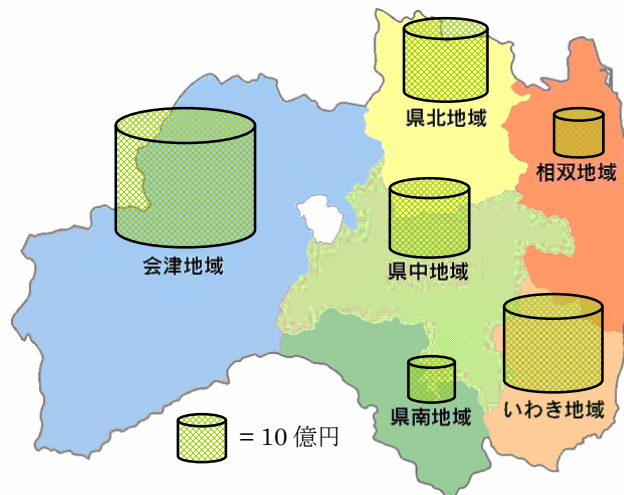 県北地域
相双地域
会津地域
県中地域
県南地域
いわき地域
= 10 億円